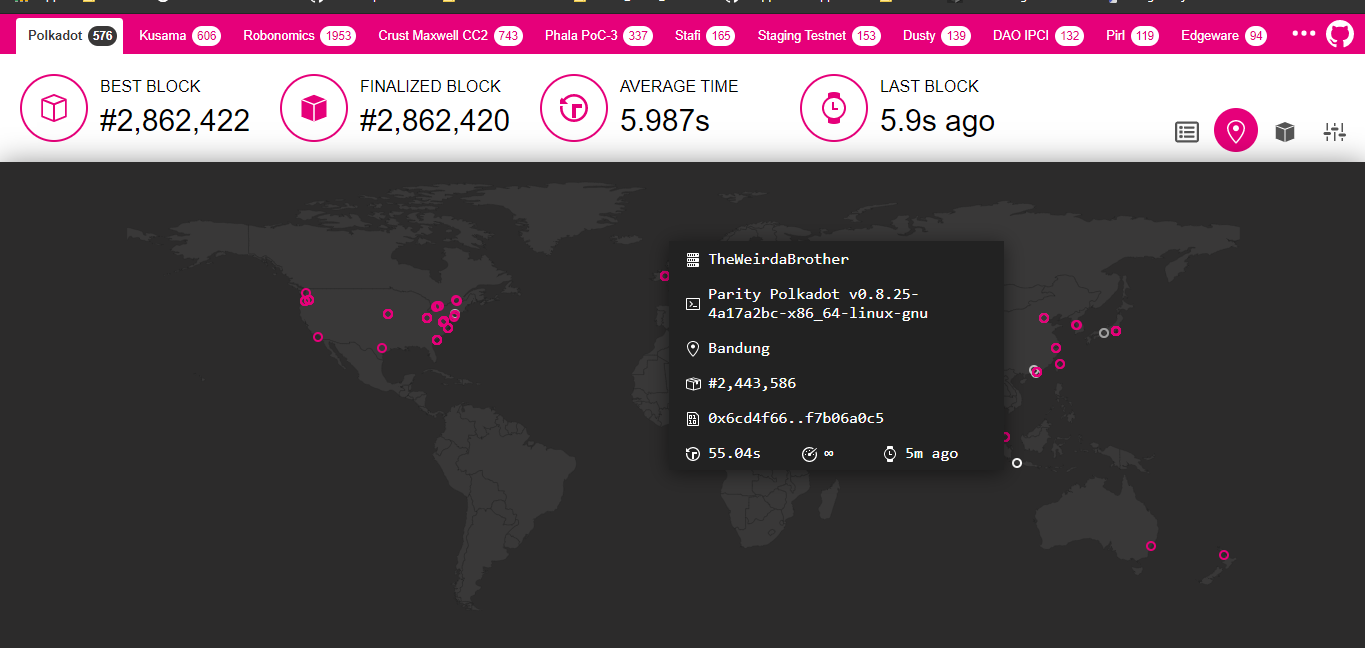 Polkadot 576 Kusama 606 Robonomics 1953 Crust Maxwell CC2 743 Phala PoC-3 337 Stafi 165 Staging Testnet 153 Dusty 139 DAO IPCI 132 Pirl 119 Edgeware 94
BEST BLOCK
#2,862,422
FINALIZED BLOCK
#2,862,420
AVERAGE TIME
5.987s
LAST BLOCK
5.9s ago
TheWeirdaBrother
Parity Polkadot v0.8.25-
4a17a2bc-x86_64-linux-gnu
Bandung
#2,443,586
0x6cd4f66..f7b06a0c5
55.04s ∞ 5m ago